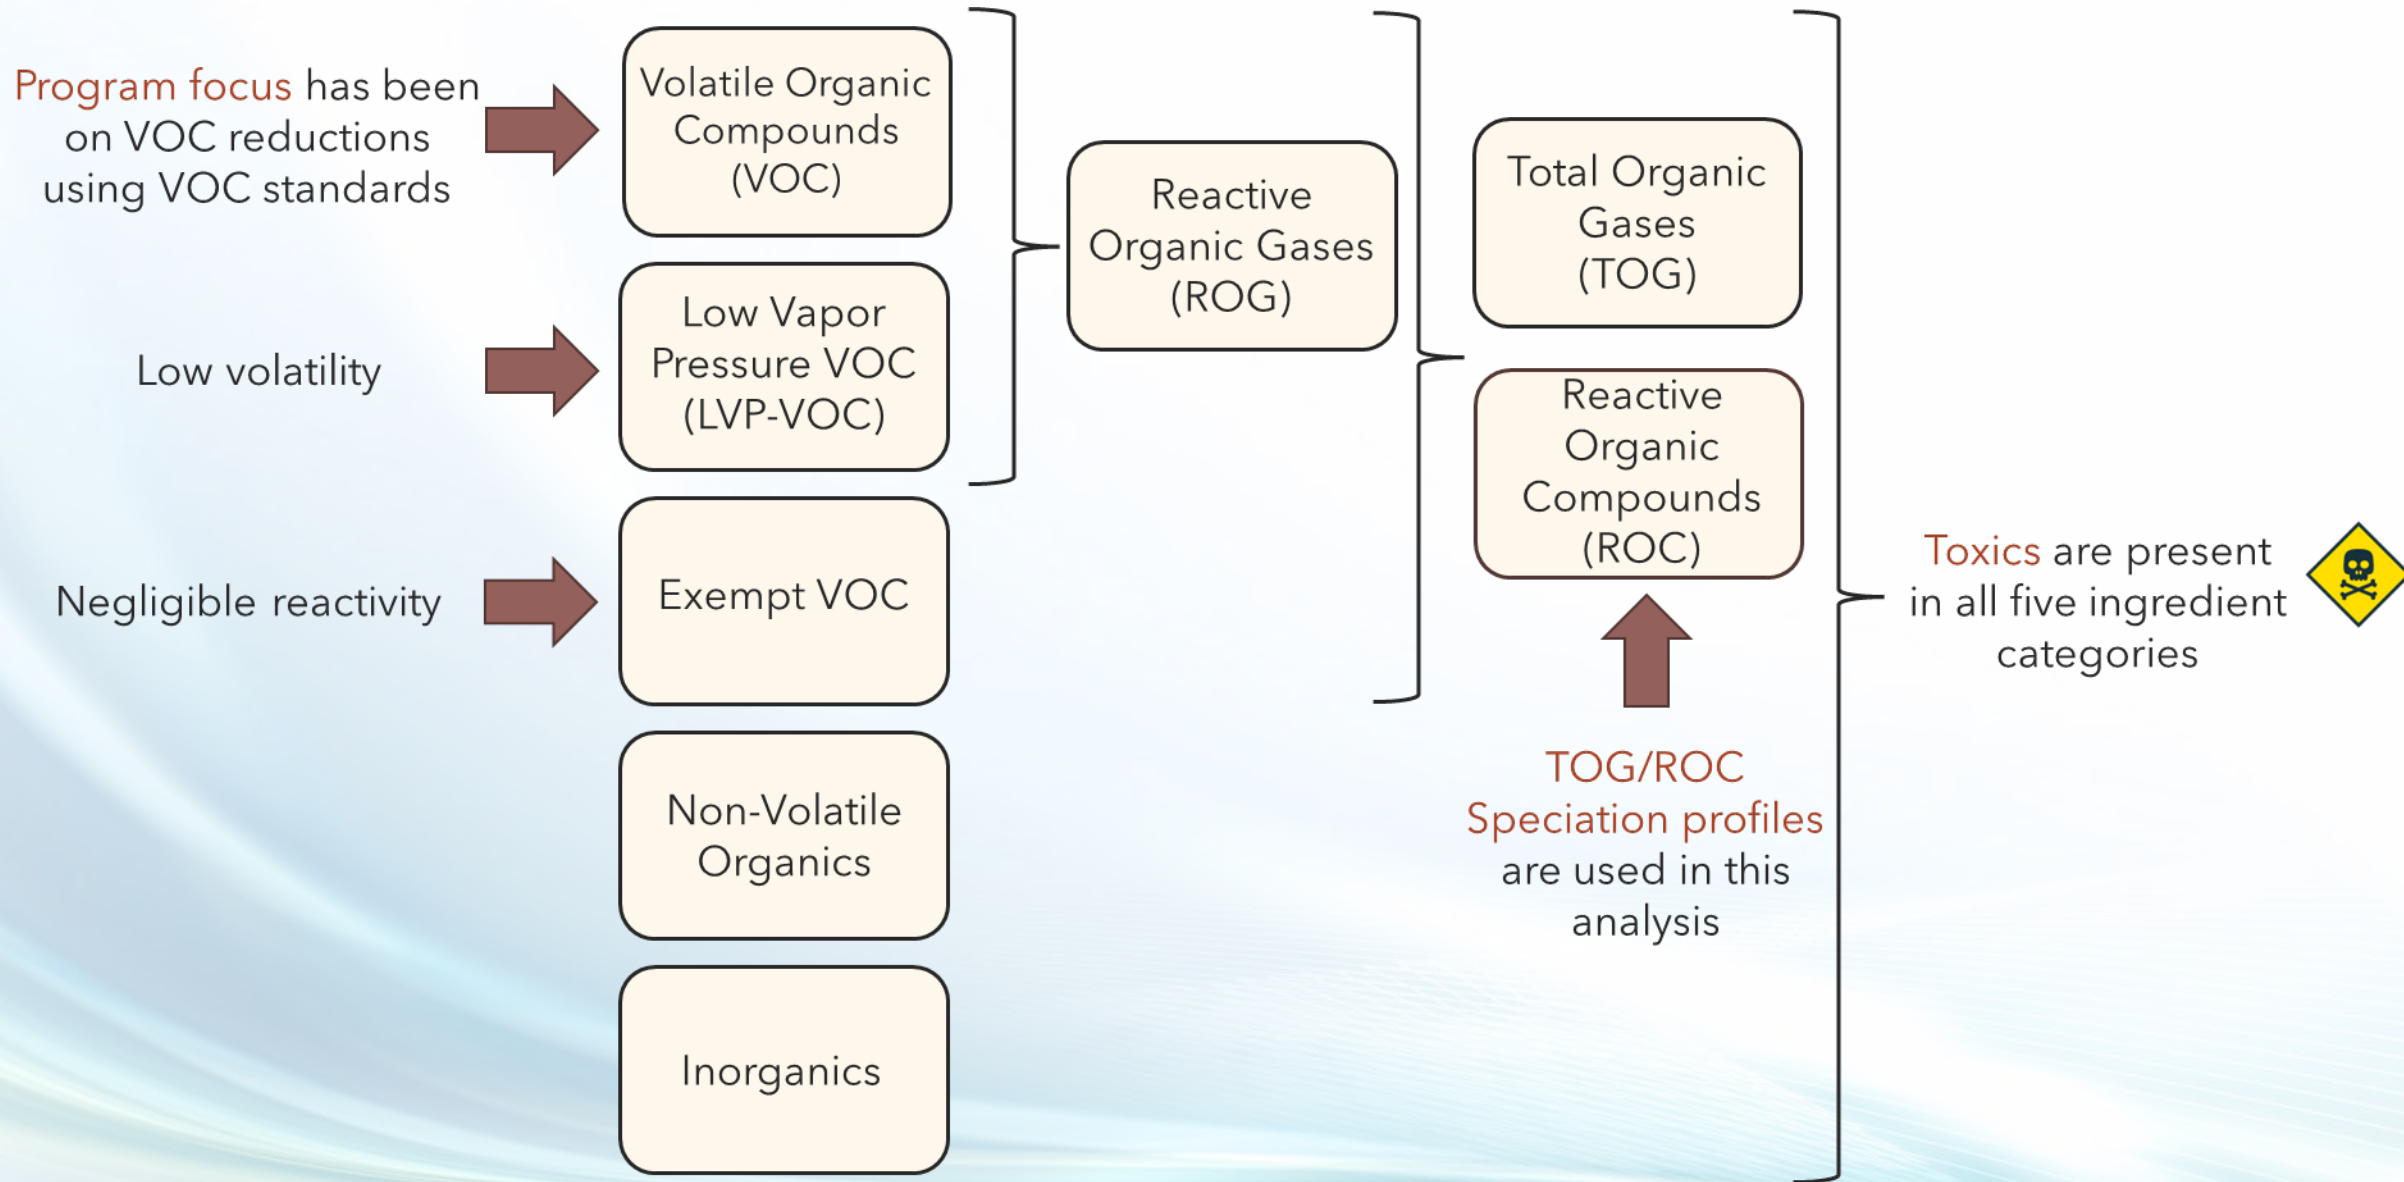 Program focus has been
on VOC reductions
using VOC standards
Volatile Organic
Compounds
(VOC)
Low volatility
Low Vapor
Pressure VOC
(LVP-VOC)
Negligible reactivity
Exempt VOC
Non-Volatile
Organics
Inorganics
Reactive
Organic Gases
(ROG)
Total Organic
Gases
(TOG)
Reactive
Organic
Compounds
(ROC)
TOG/ROC
Speciation profiles
are used in this
analysis
Toxics are present
in all five ingredient
categories